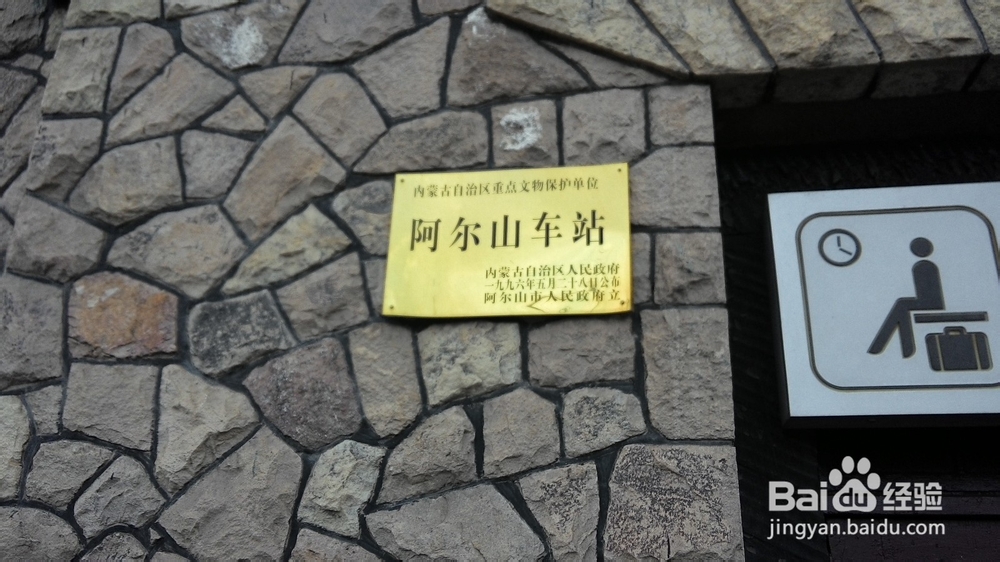 内蒙古自治区重点文物保护单位
阿尔山车站
内蒙古自治区人民政府
一九九六年五月二十八日公布
阿尔山市人民政府立
Baidu经验
jingyan.baidu.com